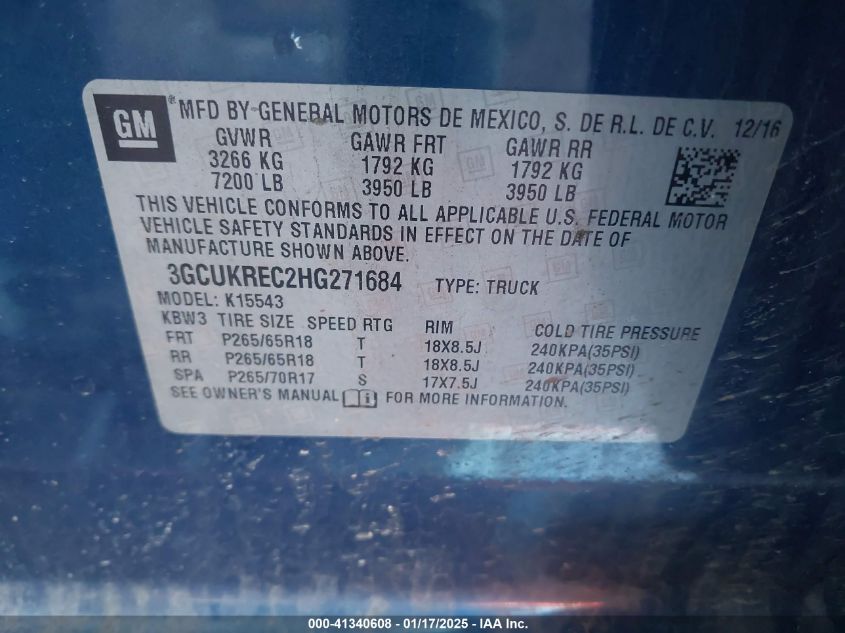 GM ® MFD BY GENERAL MOTORS DE MEXICO, S. DE R.L. DE C.V. 12/16
GVWR GAWR FRT GAWR RR
3266 KG 1792 KG 1792 KG
7200 LB 3950 LB 3950 LB
THIS VEHICLE CONFORMS TO ALL APPLICABLE U.S. FEDERAL MOTOR
VEHICLE SAFETY STANDARDS IN EFFECT ON THE DATE OF
MANUFACTURE SHOWN ABOVE.
3GCUKREC2HG271684 TYPE: TRUCK
MODEL: K15543
KBW3 TIRE SIZE SPEED RTG RIM COLD TIRE PRESSURE
FRT P265/65R18 T 18X8.5J 240KPA(35PSI)
RR P265/65R18 T 18X8.5J 240KPA(35PSI)
SPA P265/70R17 S 17X7.5J 240KPA(35PSI)
SEE OWNER'S MANUAL FOR MORE INFORMATION.
000-41340608 - 01/17/2025 - IAA Inc.